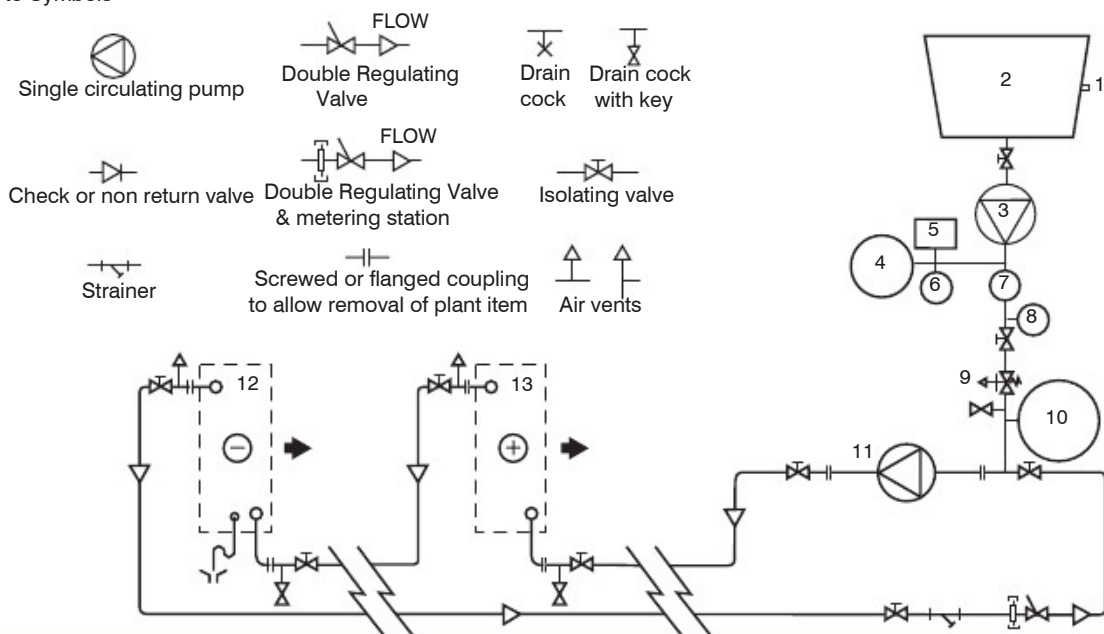 to Symbols
Single circulating pump
FLOW
Double Regulating
Valve
Drain
cock
Drain cock
with key
Check or non return valve
FLOW
Double Regulating Valve
& metering station
Isolating valve
Strainer
Screwed or flanged coupling
to allow removal of plant item
Air vents
1
2
3
4
5
6
7
8
9
10
11
12
13